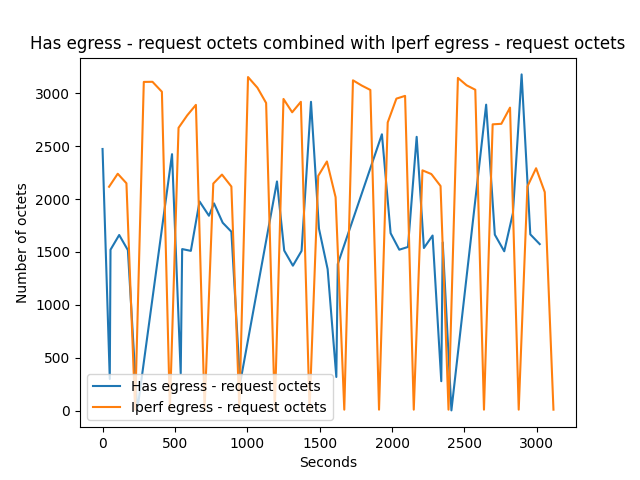 Has egress - request octets combined with Iperf egress - request octets
Number of octets
3000
2500
2000
1500
1000
500
0
Has egress - request octets
Iperf egress - request octets
0 500 1000 1500 2000 2500 3000
Seconds